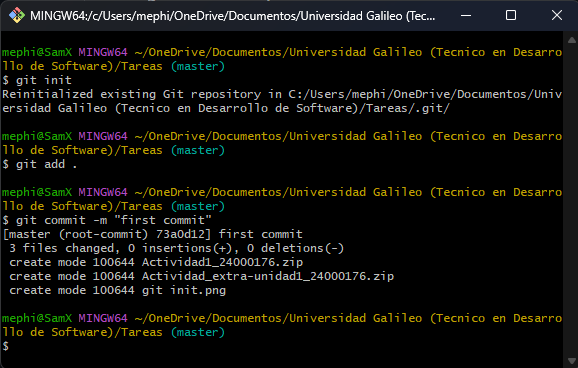 MINGW64:/c/Users/mephi/OneDrive/Documentos/Universidad Galileo (Tec...
mephi@SamX MINGW64 ~/OneDrive/Documentos/Universidad Galileo (Tecnico en Desarro
llo de Software)/Tareas (master)
$ git init
Reinitialized existing Git repository in C:/Users/mephi/OneDrive/Documentos/Univ
ersidad Galileo (Tecnico en Desarrollo de Software)/Tareas/.git/
mephi@SamX MINGW64 ~/OneDrive/Documentos/Universidad Galileo (Tecnico en Desarro
llo de Software)/Tareas (master)
$ git add .
mephi@SamX MINGW64 ~/OneDrive/Documentos/Universidad Galileo (Tecnico en Desarro
llo de Software)/Tareas (master)
$ git commit -m "first commit"
[master (root-commit) 73a0d12] first commit
 3 files changed, 0 insertions(+), 0 deletions(-)
 create mode 100644 Actividad1_24000176.zip
 create mode 100644 Actividad_extra-unidad1_24000176.zip
 create mode 100644 git init.png
mephi@SamX MINGW64 ~/OneDrive/Documentos/Universidad Galileo (Tecnico en Desarro
llo de Software)/Tareas (master)
$